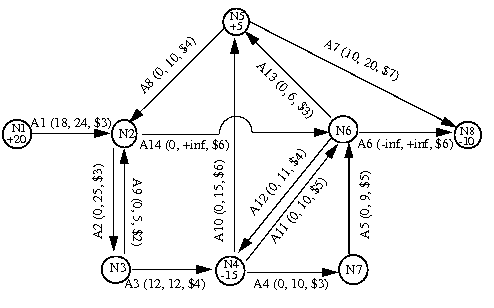 N5
+5
A7 (10, 20, $7)
A8 (0, 10, $4)
A13 (0, 6, $3)
N1
+20
A1 (18, 24, $3)
N2
A14 (0, +inf, $6)
N6
A6 (-inf, +inf, $6)
N8
-10
A2 (0, 25, $3)
A9 (0, 5, $2)
A10 (0, 15, $6)
A12 (0, 11, $4)
A11 (0, 10, $5)
A5 (0, 9, $5)
N3
A3 (12, 12, $4)
N4
-15
A4 (0, 10, $3)
N7